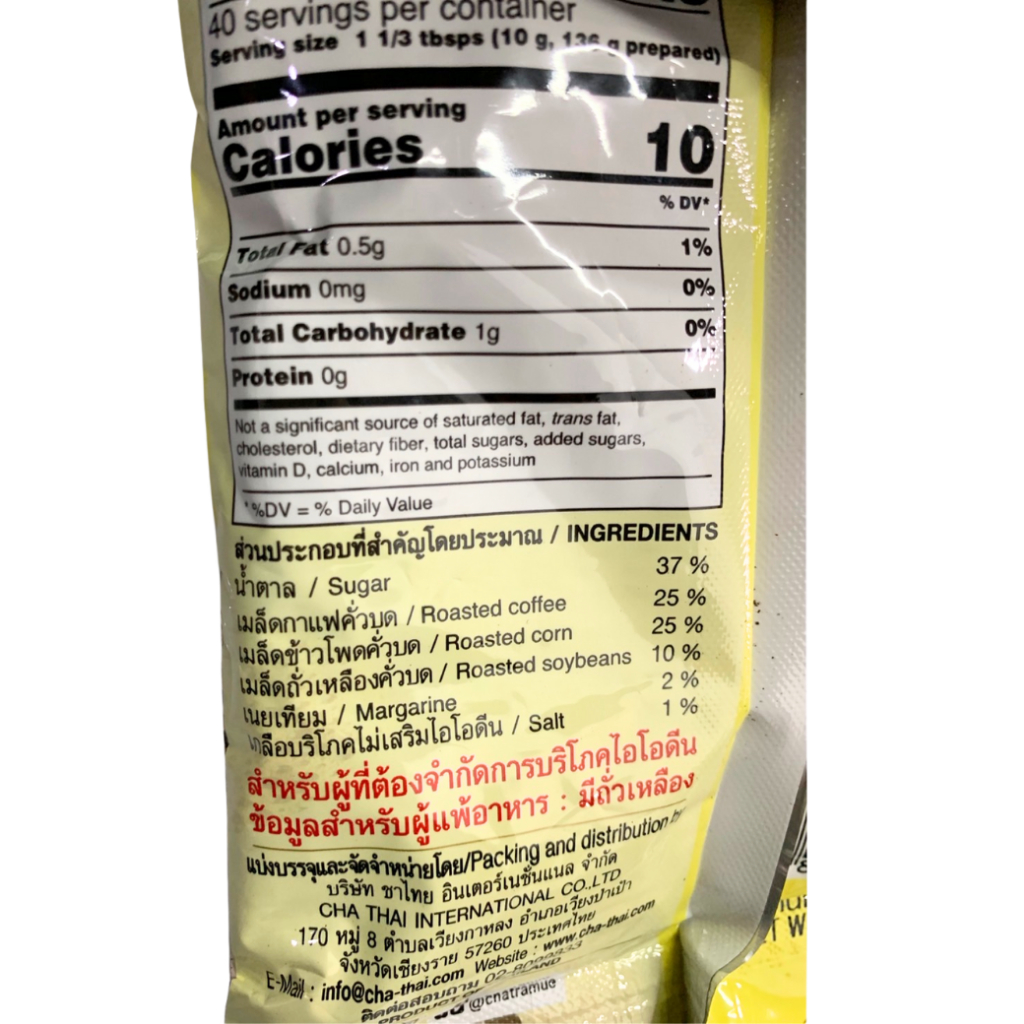 40 servings per container
Serving size 1 1/3 tbsps (10 g, 136 g prepared)
Amount per serving
Calories 10
% DV*
Total Fat 0.5g 1%
Sodium 0mg 0%
Total Carbohydrate 1g 0%
Protein 0g
Not a significant source of saturated fat, trans fat,
cholesterol, dietary fiber, total sugars, added sugars,
vitamin D, calcium, iron and potassium
*%DV = % Daily Value
ส่วนประกอบที่สำคัญโดยประมาณ / INGREDIENTS
น้ำตาล / Sugar 37 %
เมล็ดกาแฟคั่วบด / Roasted coffee 25 %
เมล็ดข้าวโพดคั่วบด / Roasted corn 25 %
เมล็ดถั่วเหลืองคั่วบด / Roasted soybeans 10 %
เนยเทียม / Margarine 2 %
เกลือบริโภคไม่เสริมไอโอดีน / Salt 1 %
สำหรับผู้ที่ต้องจำกัดการบริโภคไอโอดีน
ข้อมูลสำหรับผู้แพ้อาหาร : มีถั่วเหลือง
แบ่งบรรจุและจัดจำหน่ายโดย/Packing and distribution by
บริษัท ชาไทย อินเตอร์เนชั่นแนล จำกัด
CHA THAI INTERNATIONAL CO.,LTD
170 หมู่ 8 ตำบลเวียงกาหลง อำเภอเวียงป่าเป้า
จังหวัดเชียงราย 57260 ประเทศไทย
E-Mail : info@cha-thai.com Website : www.cha-thai.com
ติดต่อสอบถาม
PRODUCT OF
@chatramue